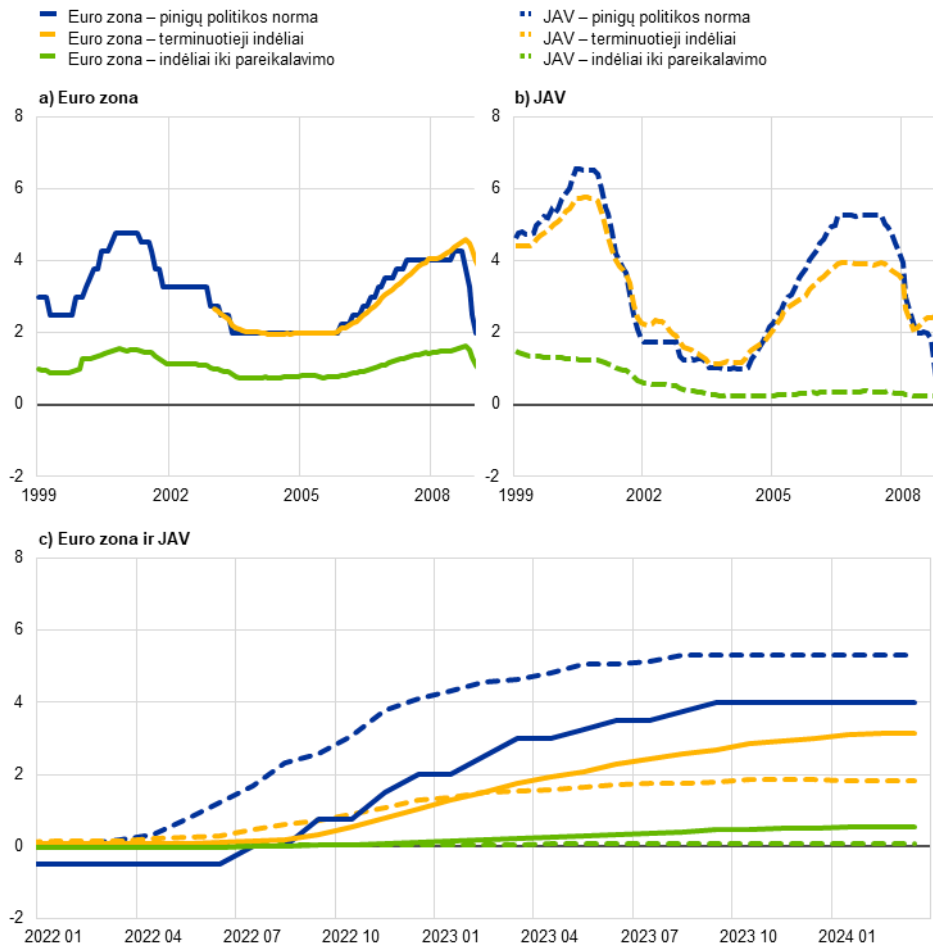 Euro zona – pinigų politikos norma
Euro zona – terminuotieji indėliai
Euro zona – indėliai iki pareikalavimo
JAV – pinigų politikos norma
JAV – terminuotieji indėliai
JAV – indėliai iki pareikalavimo
a) Euro zona
8
6
4
2
0
-2
1999 2002 2005 2008
b) JAV
8
6
4
2
0
-2
1999 2002 2005 2008
c) Euro zona ir JAV
8
6
4
2
0
-2
2022 01 2022 04 2022 07 2022 10 2023 01 2023 04 2023 07 2023 10 2024 01